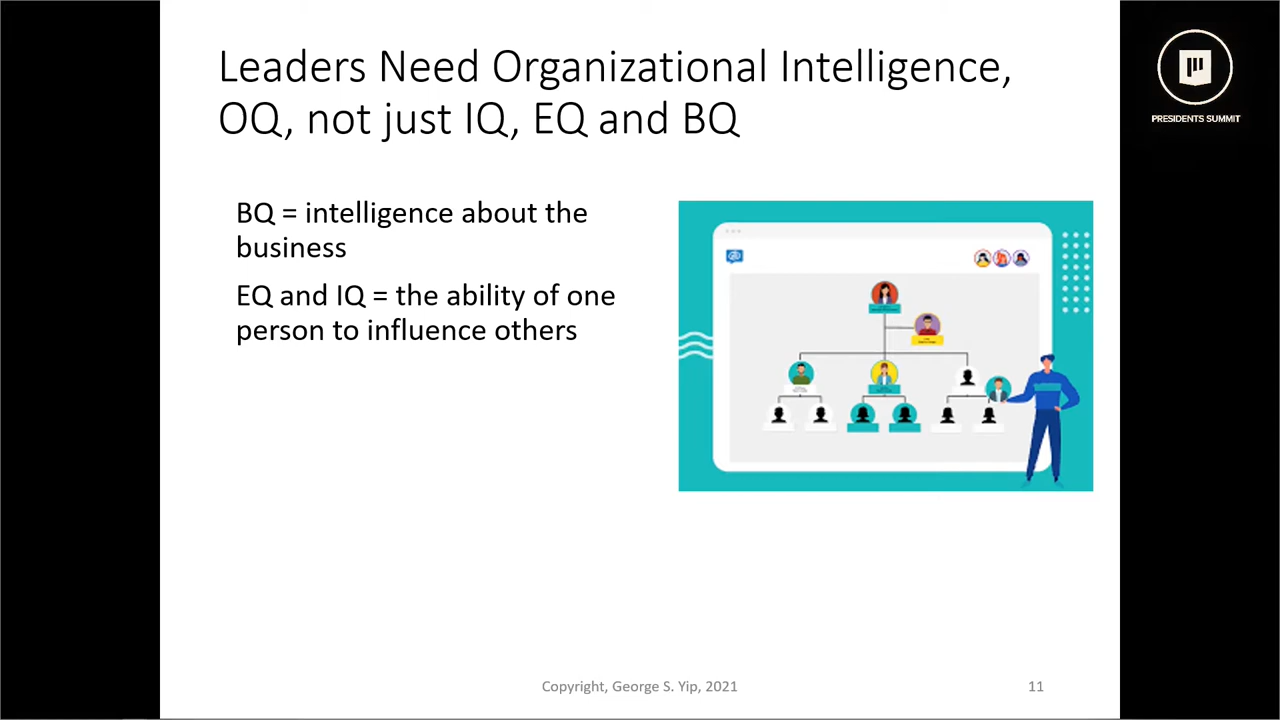 Leaders Need Organizational Intelligence,
OQ, not just IQ, EQ and BQ
PRESIDENTS SUMMIT
BQ = intelligence about the
business
EQ and IQ = the ability of one
person to influence others
Copyright, George S. Yip, 2021
11